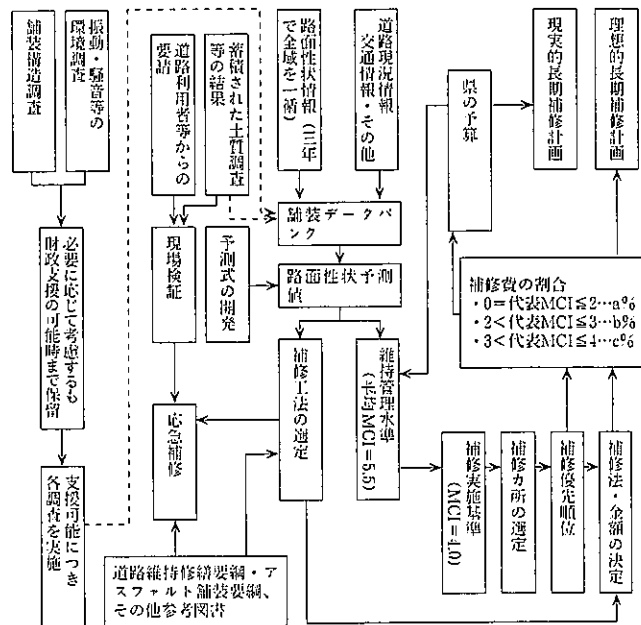 舗装構造調査
振動・騒音等の
環境調査
道路利用者等からの
要請
蓄積された土質調査
等の結果
路面性状情報(三年
で全域を一循)
道路現況情報
交通情報・その他
県の予算
現実的長期補修計画
理想的長期補修計画
舗装データバ
ンク
現場検証
予測式の開発
路面性状予測
値
補修費の割合
・0=代表MCI≦2…a%
・2<代表MCI≦3…b%
・3<代表MCI≦4…c%
必要に応じて考慮するも
財政支援の可能時まで保留
応急補修
補修工法の選定
維持管理水準
(平均MCI=5.5)
補修実施基準
(MCI=4.0)
補修カ所の選定
補修優先順位
補修法・金額の決定
支援可能につき
各調査を実施
道路維持修繕要綱・ア
スファルト舗装要綱、
その他参考図書